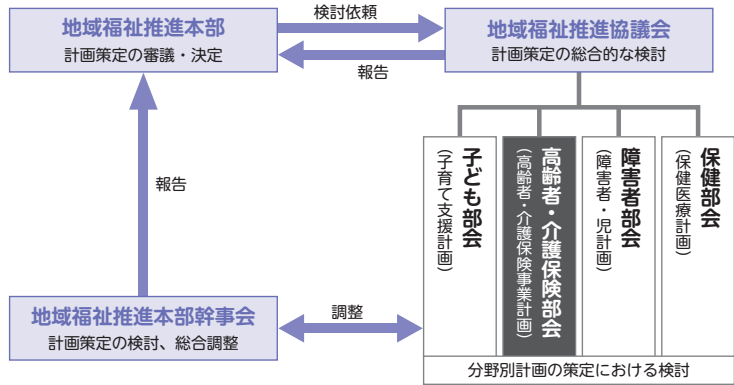 地域福祉推進本部
計画策定の審議・決定
検討依頼
報告
地域福祉推進協議会
計画策定の総合的な検討
報告
子ども部会
（子育て支援計画）
高齢者・介護保険部会
（高齢者・介護保険事業計画）
障害者部会
（障害者・児計画）
保健部会
（保健医療計画）
地域福祉推進本部幹事会
計画策定の検討、総合調整
調整
分野別計画の策定における検討